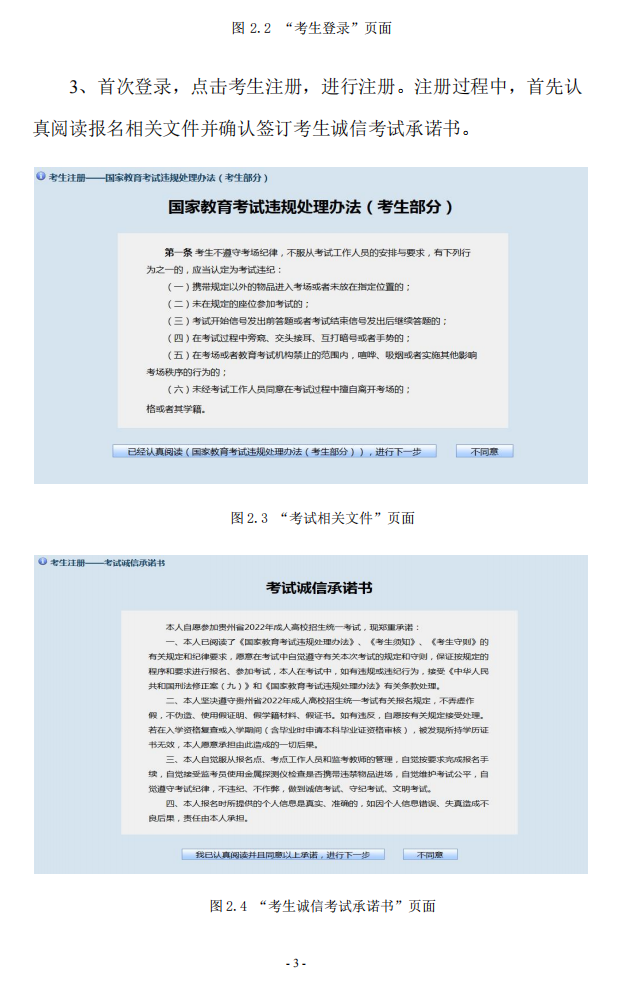 图 2.2 “考生登录”页面
3、首次登录，点击考生注册，进行注册。注册过程中，首先认
真阅读报名相关文件并确认签订考生诚信考试承诺书。
考生注册——国家教育考试违规处理办法（考生部分）
国家教育考试违规处理办法（考生部分）
第一条 考生不遵守考场纪律，不服从考试工作人员的安排与要求，有下列行
为之一的，应当认定为考试违纪：
（一）携带规定以外的物品进入考场或者未放在指定位置的；
（二）未在规定的座位参加考试的；
（三）考试开始信号发出前答题或者考试结束信号发出后继续答题的；
（四）在考试过程中旁窥、交头接耳、互打暗号或者手势的；
（五）在考场或者教育考试机构禁止的范围内，喧哗、吸烟或者实施其他影响
考场秩序的行为的；
（六）未经考试工作人员同意在考试过程中擅自离开考场的；
格或者其学籍。
已经认真阅读（国家教育考试违规处理办法（考生部分）），进行下一步 不同意
图 2.3 “考试相关文件”页面
考生注册——考试诚信承诺书
考试诚信承诺书
本人自愿参加贵州省2022年成人高校招生统一考试，现郑重承诺：
一、本人已阅读了《国家教育考试违规处理办法》、《考生须知》、《考生守则》的
有关规定和纪律要求，愿意在考试中自觉遵守有关本次考试的规定和守则，保证按规定的
程序和要求进行报名、参加考试，本人在考试中，如有违规或违纪行为，接受《中华人民
共和国刑法修正案（九）》和《国家教育考试违规处理办法》有关条款处理。
二、本人坚决遵守贵州省2022年成人高校招生统一考试有关报名规定，不弄虚作
假，不伪造、使用假证明、假学籍材料、假证书。如有违反，自愿按有关规定接受处理。
若在入学资格复查或入学期间（含毕业时申请本科毕业证资格审核），被发现所持学历证
书无效，本人愿意承担由此造成的一切后果。
三、本人自觉服从报名点、考点工作人员和监考教师的管理，自觉按要求完成报名手
续，自觉接受监考员使用金属探测仪检查是否携带违禁物品进场，自觉维护考试公平，自
觉遵守考试纪律，不违纪、不作弊，做到诚信考试、守纪考试、文明考试。
四、本人报名时所提供的个人信息是真实、准确的，如因个人信息错误、失真造成不
良后果，责任由本人承担。
我已认真阅读并且同意以上承诺，进行下一步 不同意
图 2.4 “考生诚信考试承诺书”页面
- 3 -